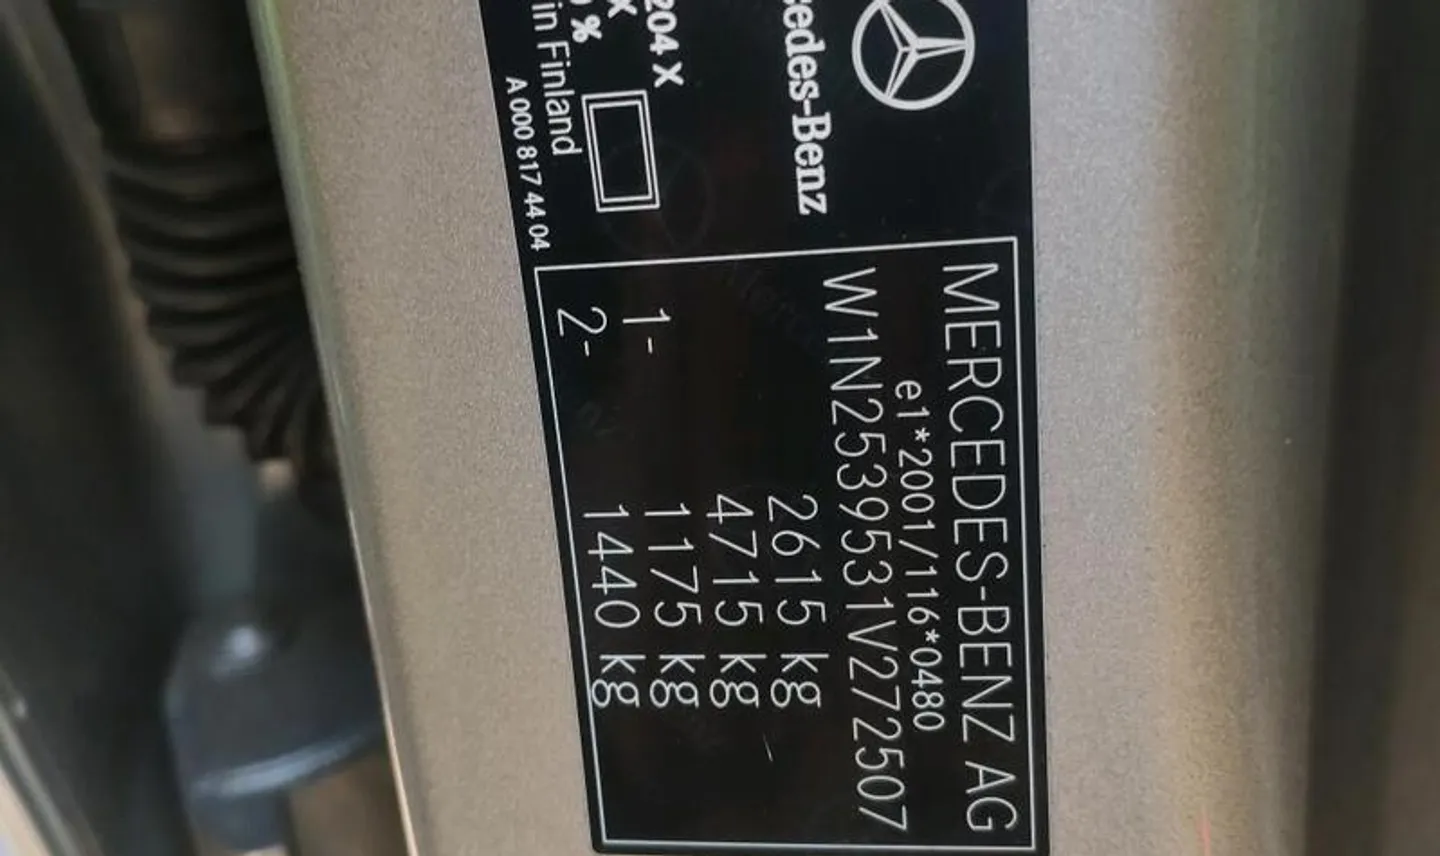 MERCEDES-BENZ AG
e1*2001/116*0480
W1N2539531V272507
2615 kg
4715 kg
1- 1175 kg
2- 1440 kg
edes-Benz
204 X
X
%
in Finland
A 000 817 44 04